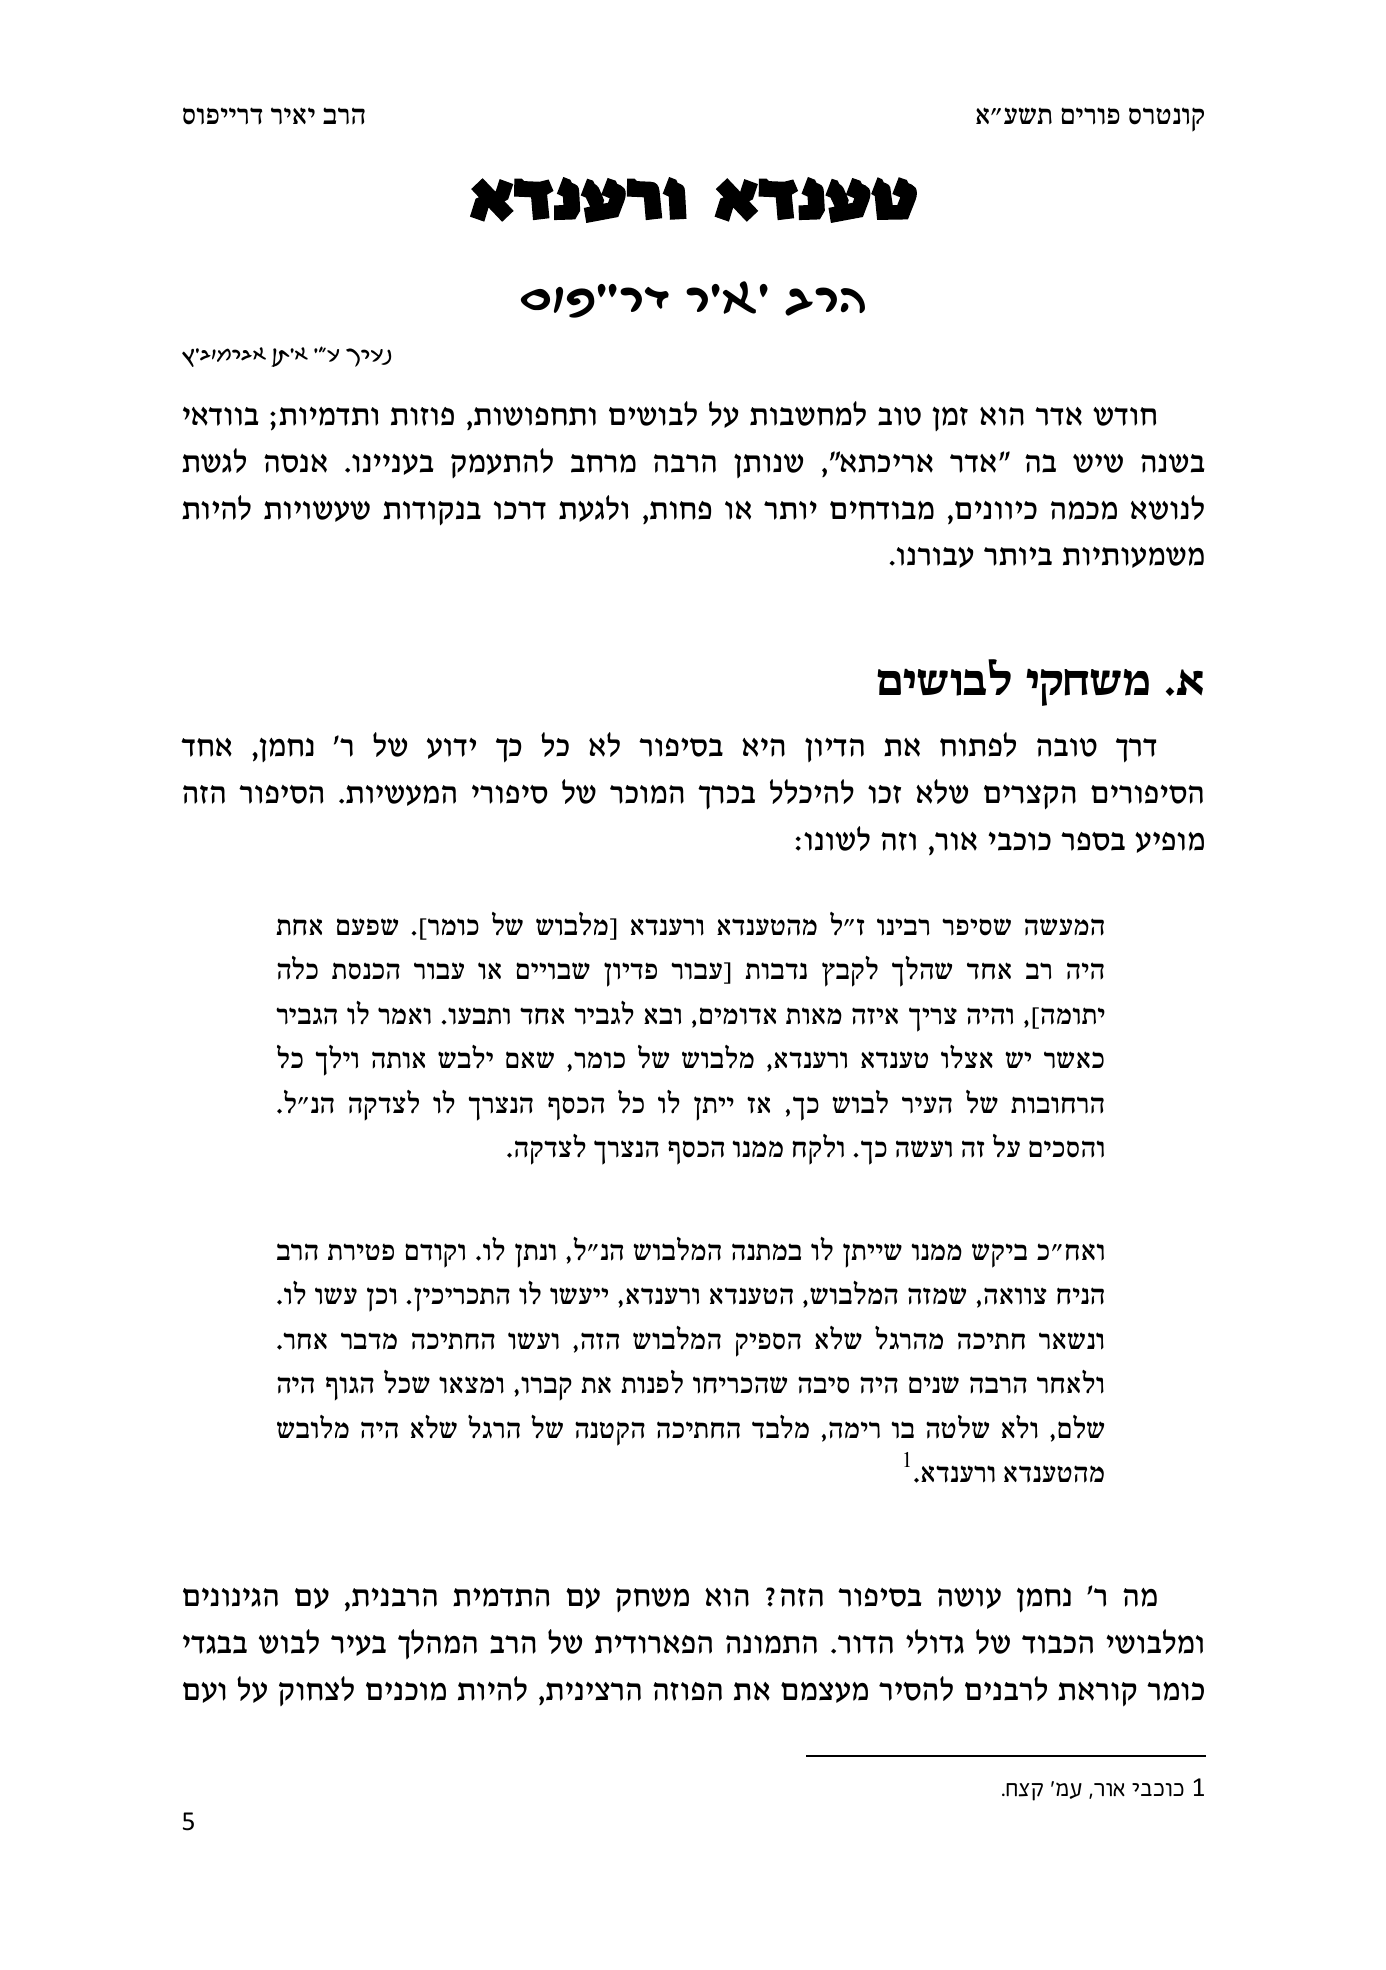 קונטרס פורים תשע״א
הרב יאיר דרייפוס
טענדא ורענדא
הרב יאיר דרייפוס
נערך ע״י איתן אברמוביץ
חודש אדר הוא זמן טוב למחשבות על לבושים ותחפושות, פוזות ותדמיות; בוודאי
בשנה שיש בה ״אדר אריכתא״, שנותן הרבה מרחב להתעמק בעניינו. אנסה לגשת
לנושא מכמה כיוונים, מבודחים יותר או פחות, ולגעת דרכו בנקודות שעשויות להיות
משמעותיות ביותר עבורנו.
א. משחקי לבושים
דרך טובה לפתוח את הדיון היא בסיפור לא כל כך ידוע של ר׳ נחמן, אחד
הסיפורים הקצרים שלא זכו להיכלל בכרך המוכר של סיפורי המעשיות. הסיפור הזה
מופיע בספר כוכבי אור, וזה לשונו:
המעשה שסיפר רבינו ז״ל מהטענדא ורענדא [מלבוש של כומר]. שפעם אחת
היה רב אחד שהלך לקבץ נדבות [עבור פדיון שבויים או עבור הכנסת כלה
יתומה], והיה צריך איזה מאות אדומים, ובא לגביר אחד ותבעו. ואמר לו הגביר
כאשר יש אצלו טענדא ורענדא, מלבוש של כומר, שאם ילבש אותה וילך כל
הרחובות של העיר לבוש כך, אז ייתן לו כל הכסף הנצרך לו לצדקה הנ״ל.
והסכים על זה ועשה כך. ולקח ממנו הכסף הנצרך לצדקה.
ואח״כ ביקש ממנו שייתן לו במתנה המלבוש הנ״ל, ונתן לו. וקודם פטירת הרב
הניח צוואה, שמזה המלבוש, הטענדא ורענדא, ייעשו לו התכריכין. וכן עשו לו.
ונשאר חתיכה מהרגל שלא הספיק המלבוש הזה, ועשו החתיכה מדבר אחר.
ולאחר הרבה שנים היה סיבה שהכריחו לפנות את קברו, ומצאו שכל הגוף היה
שלם, ולא שלטה בו רימה, מלבד החתיכה הקטנה של הרגל שלא היה מלובש
מהטענדא ורענדא.1
מה ר׳ נחמן עושה בסיפור הזה? הוא משחק עם התדמית הרבנית, עם הגינונים
ומלבושי הכבוד של גדולי הדור. התמונה הפארודית של הרב המהלך בעיר לבוש בבגדי
כומר קוראת לרבנים להסיר מעצמם את הפוזה הרצינית, להיות מוכנים לצחוק על ועם
1 כוכבי אור, עמ׳ קצח.
5